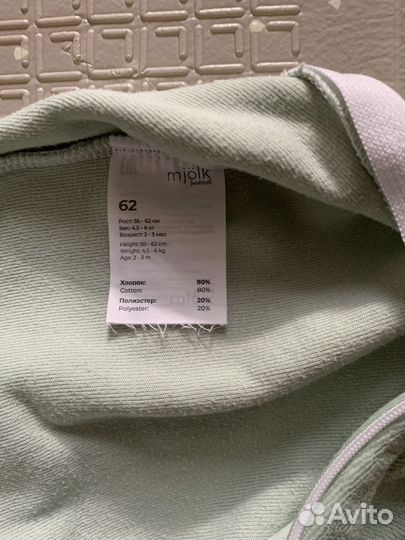 mjölk
62
Рост: 56 - 62 см
Вес: 4,5 - 6 кг
Возраст: 2 - 3 мес
Height: 56 - 62 cm
Weight: 4,5 - 6 kg
Age: 2 - 3 m
Хлопок: 80%
Cotton: 80%
Полиэстер: 20%
Polyester: 20%
Avito